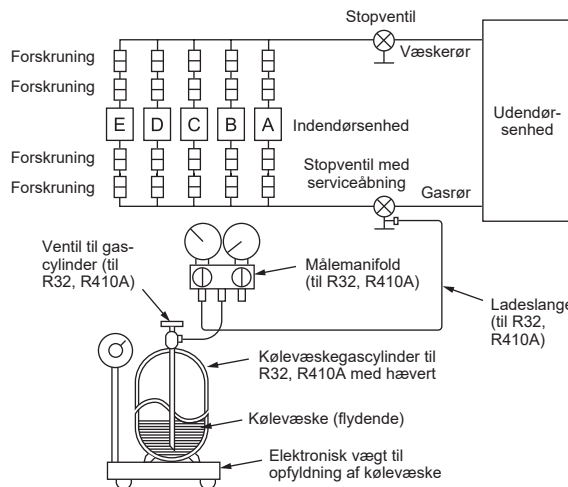 Stopventil
Forskruning
Væskerør
Forskruning
Udendør-
senhed
E D C B A
Indendørsenhed
Forskruning
Stopventil med
serviceåbning
Forskruning
Gasrør
Ventil til gas-
cylinder (til
R32, R410A)
Målemanifold
(til R32, R410A)
Ladeslange
(til R32,
R410A)
Kølevæskegascylinder til
R32, R410A med hævert
Kølevæske (flydende)
Elektronisk vægt til
opfyldning af kølevæske